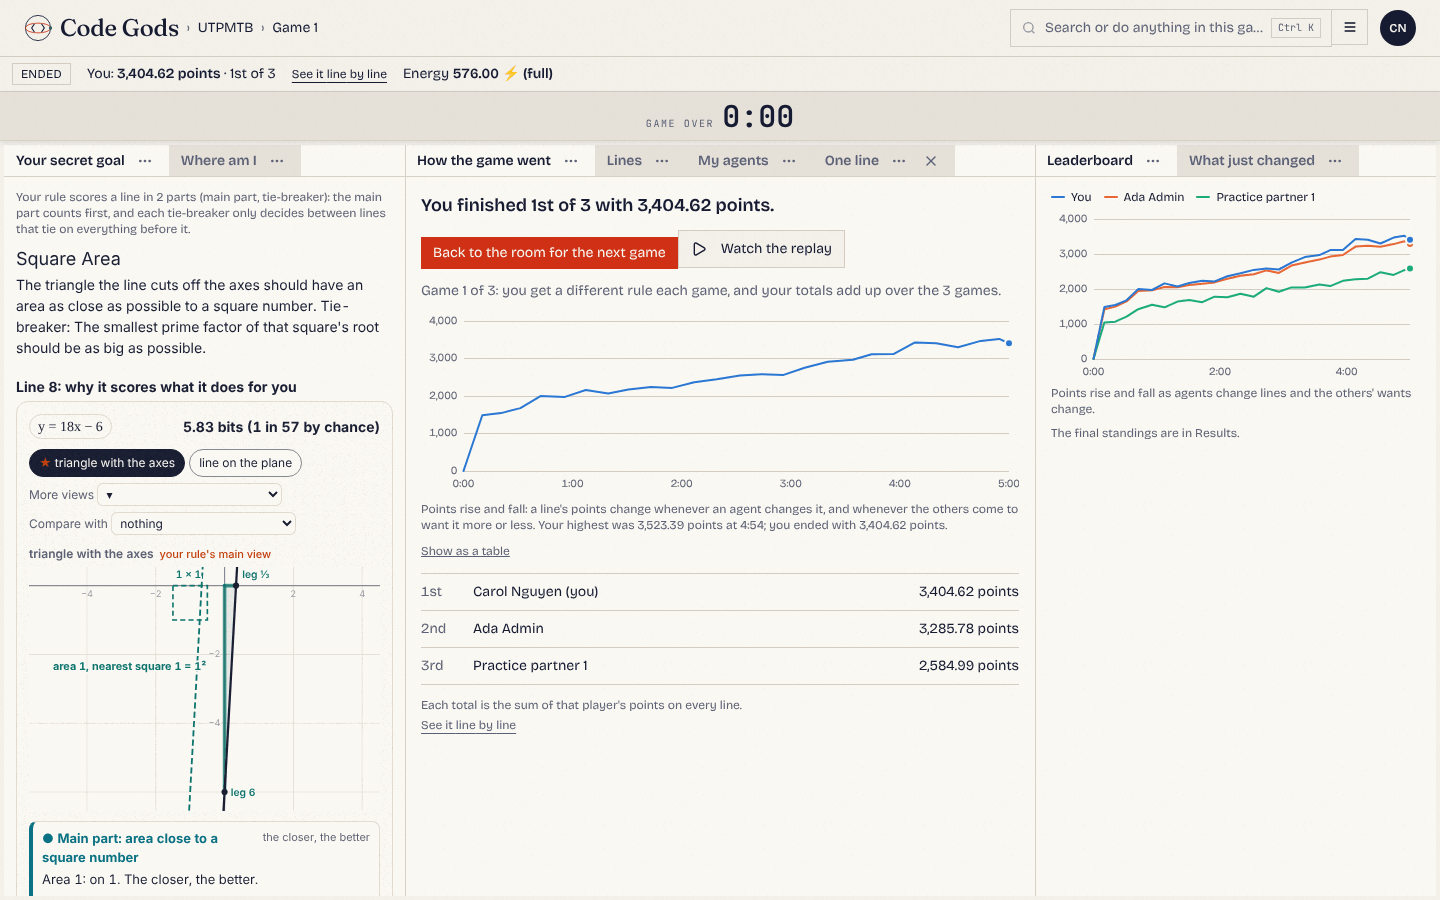 Code Gods › UTPMTB › Game 1
Search or do anything in this ga... Ctrl K
CN
ENDED You: 3,404.62 points · 1st of 3 See it line by line Energy 576.00 ⚡ (full)
GAME OVER 0:00
Your secret goal ··· Where am I ···
Your rule scores a line in 2 parts (main part, tie-breaker): the main
part counts first, and each tie-breaker only decides between lines
that tie on everything before it.
Square Area
The triangle the line cuts off the axes should have an
area as close as possible to a square number. Tie-
breaker: The smallest prime factor of that square's root
should be as big as possible.
Line 8: why it scores what it does for you
y = 18x − 6 5.83 bits (1 in 57 by chance)
★ triangle with the axes line on the plane
More views ▾
Compare with nothing
triangle with the axes your rule's main view
1 × 1 leg ⅓
−4 −2 2 4
−2
area 1, nearest square 1 = 1²
−4
leg 6
● Main part: area close to a the closer, the better
square number
Area 1: on 1. The closer, the better.
How the game went ··· Lines ··· My agents ··· One line ···
You finished 1st of 3 with 3,404.62 points.
Back to the room for the next game Watch the replay
Game 1 of 3: you get a different rule each game, and your totals add up over the 3 games.
4,000
3,000
2,000
1,000
0
0:00 1:00 2:00 3:00 4:00 5:00
Points rise and fall: a line's points change whenever an agent changes it, and whenever the others come to
want it more or less. Your highest was 3,523.39 points at 4:54; you ended with 3,404.62 points.
Show as a table
1st Carol Nguyen (you) 3,404.62 points
2nd Ada Admin 3,285.78 points
3rd Practice partner 1 2,584.99 points
Each total is the sum of that player's points on every line.
See it line by line
Leaderboard ··· What just changed ···
You Ada Admin Practice partner 1
4,000
3,000
2,000
1,000
0
0:00 2:00 4:00
Points rise and fall as agents change lines and the others' wants
change.
The final standings are in Results.